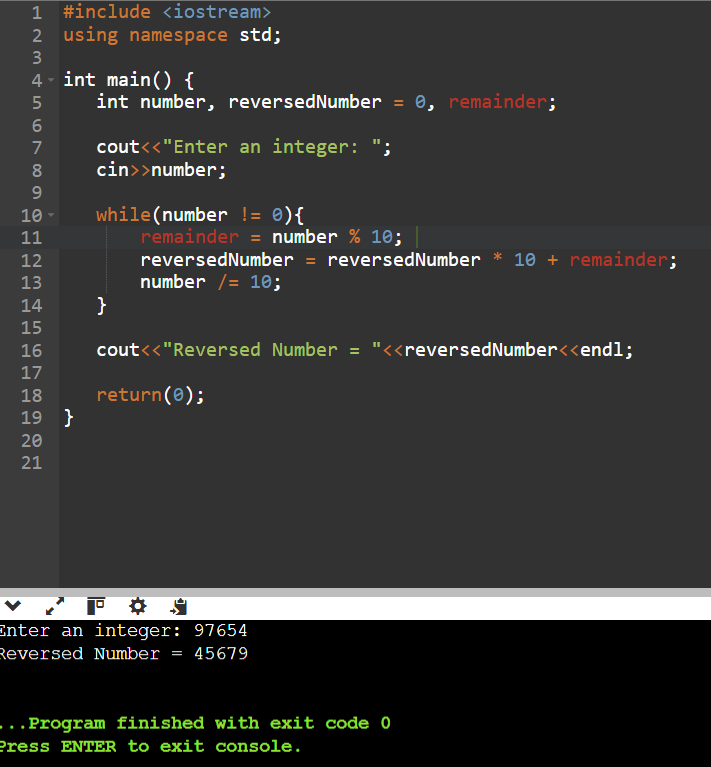 1 #include <iostream>
2 using namespace std;
3
4 int main() {
5 int number, reversedNumber = 0, remainder;
6
7 cout<<"Enter an integer: ";
8 cin>>number;
9
10 while(number != 0){
11 remainder = number % 10;
12 reversedNumber = reversedNumber * 10 + remainder;
13 number /= 10;
14 }
15
16 cout<<"Reversed Number = "<<reversedNumber<<endl;
17
18 return(0);
19 }
20
21
Enter an integer: 97654
Reversed Number = 45679
...Program finished with exit code 0
Press ENTER to exit console.